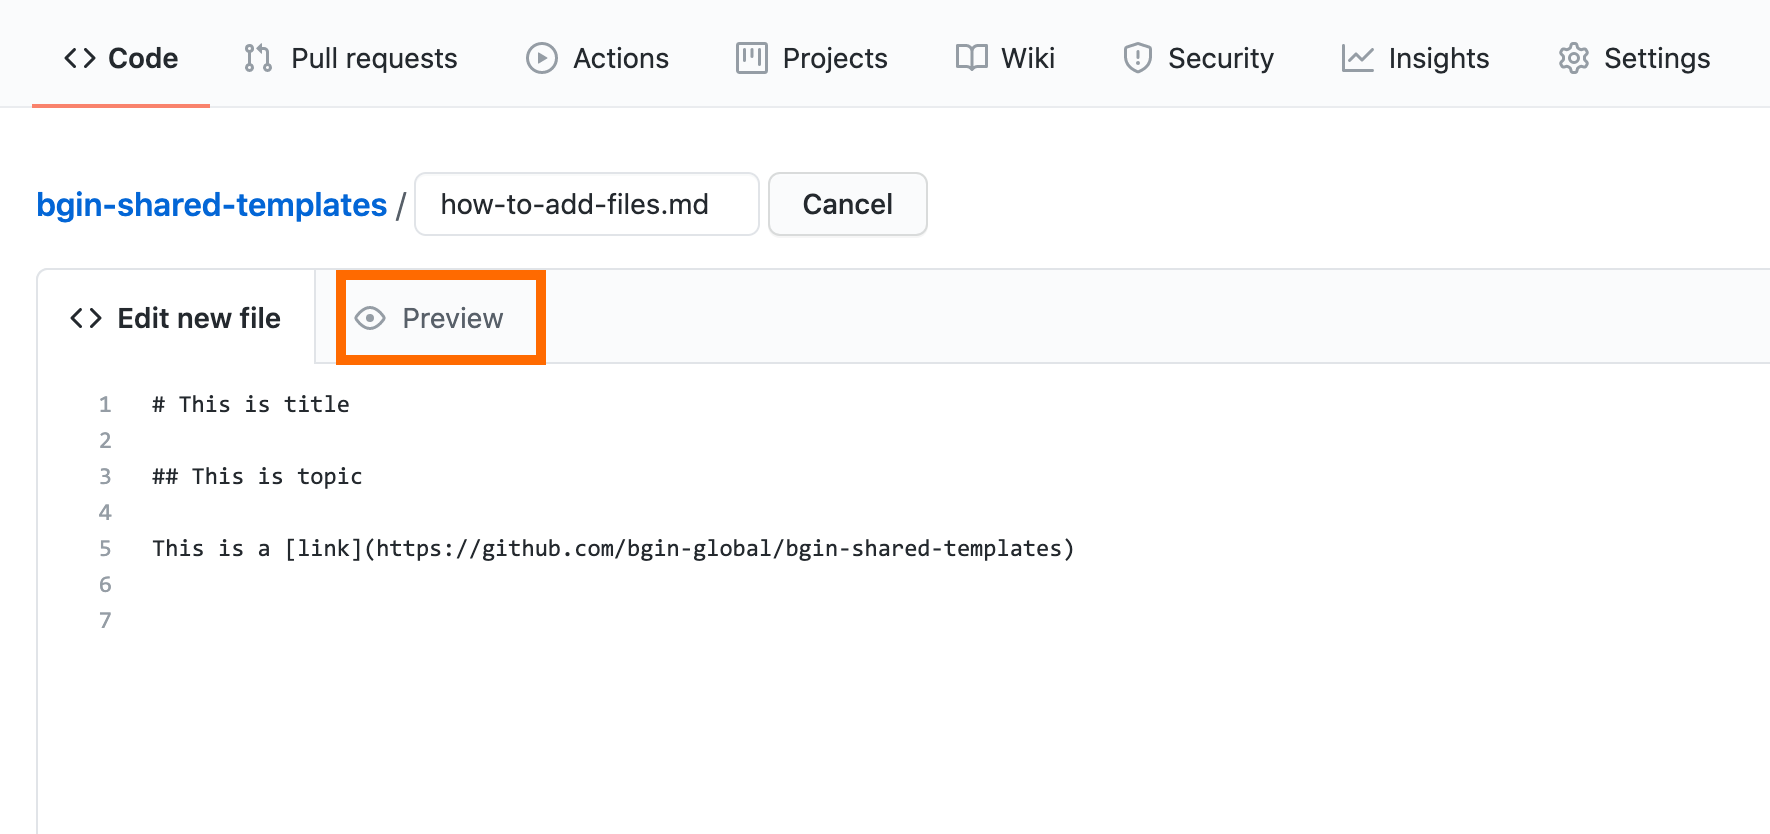 Code Pull requests Actions Projects Wiki Security Insights Settings
bgin-shared-templates / how-to-add-files.md Cancel
Edit new file Preview
1 # This is title
2
3 ## This is topic
4
5 This is a [link](https://github.com/bgin-global/bgin-shared-templates)
6
7